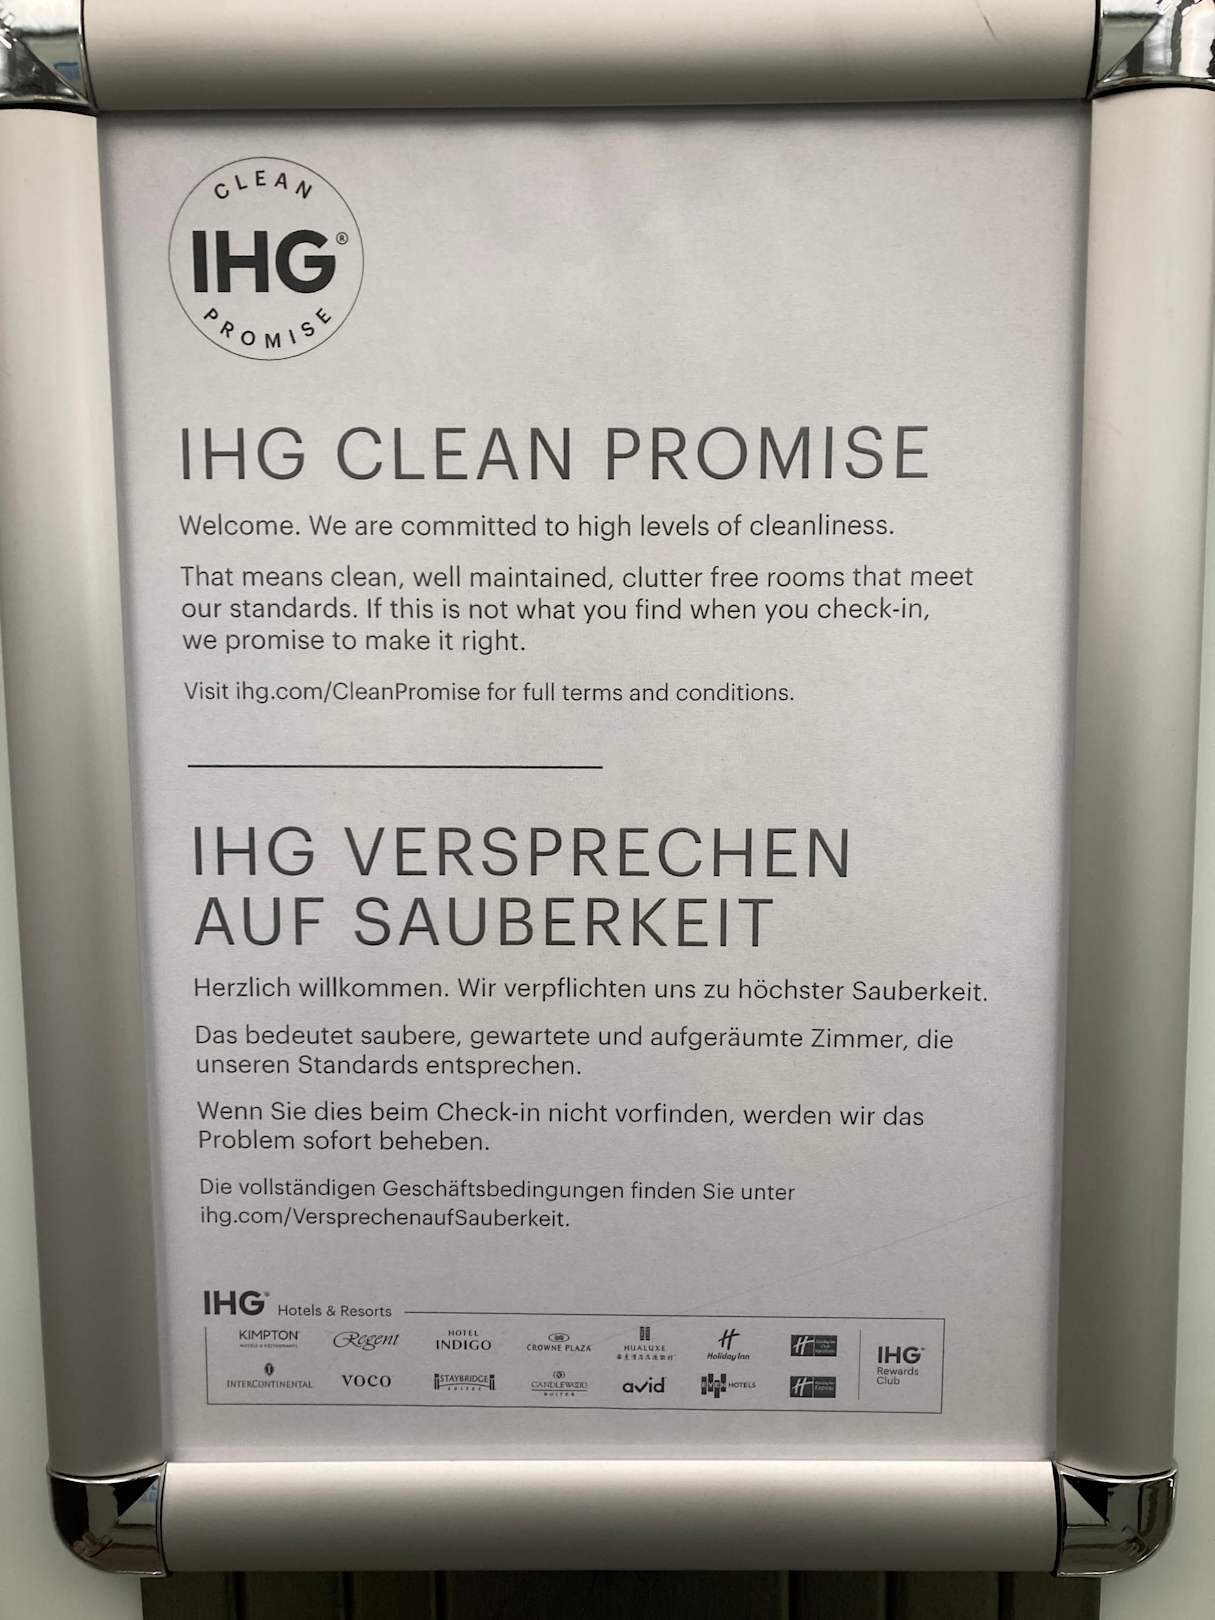 CLEAN
IHG®
PROMISE
IHG CLEAN PROMISE
Welcome. We are committed to high levels of cleanliness.
That means clean, well maintained, clutter free rooms that meet
our standards. If this is not what you find when you check-in,
we promise to make it right.
Visit ihg.com/CleanPromise for full terms and conditions.
IHG VERSPRECHEN
AUF SAUBERKEIT
Herzlich willkommen. Wir verpflichten uns zu höchster Sauberkeit.
Das bedeutet saubere, gewartete und aufgeräumte Zimmer, die
unseren Standards entsprechen.
Wenn Sie dies beim Check-in nicht vorfinden, werden wir das
Problem sofort beheben.
Die vollständigen Geschäftsbedingungen finden Sie unter
ihg.com/VersprechenaufSauberkeit.
IHG® Hotels & Resorts
KIMPTON
Regent
HOTEL
INDIGO
CROWNE PLAZA
HUALUXE
Holiday Inn
INTERCONTINENTAL
VOCO
STAYBRIDGE
SUITES
CANDLEWOOD
SUITES
avid
EVEN HOTELS
IHG®
Rewards
Club